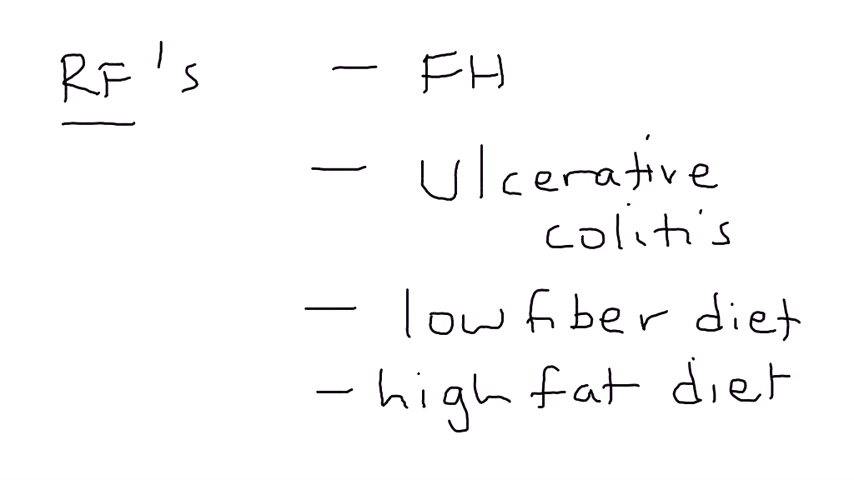 RF's - FH
- Ulcerative
colitis
- low fiber diet
- high fat diet